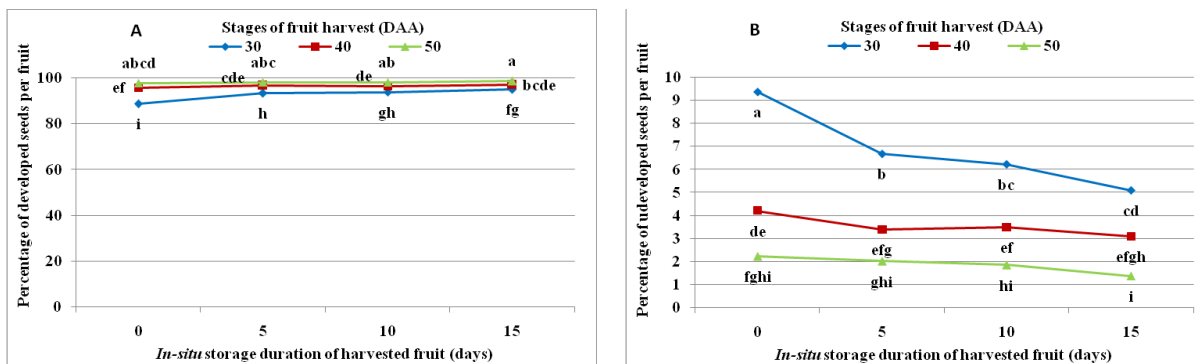 A
Stages of fruit harvest (DAA)
30 40 50
Percentage of developed seeds per fruit
100
80
60
40
20
0
abcd abc ab a
ef cde de bcde
i h gh fg
0 5 10 15
In-situ storage duration of harvested fruit (days)
B
Stages of fruit harvest (DAA)
30 40 50
Percentage of udeveloped seeds per fruit
10
9
8
7
6
5
4
3
2
1
0
a
b
bc
cd
de efg ef efgh
fghi ghi hi i
0 5 10 15
In-situ storage duration of harvested fruit (days)